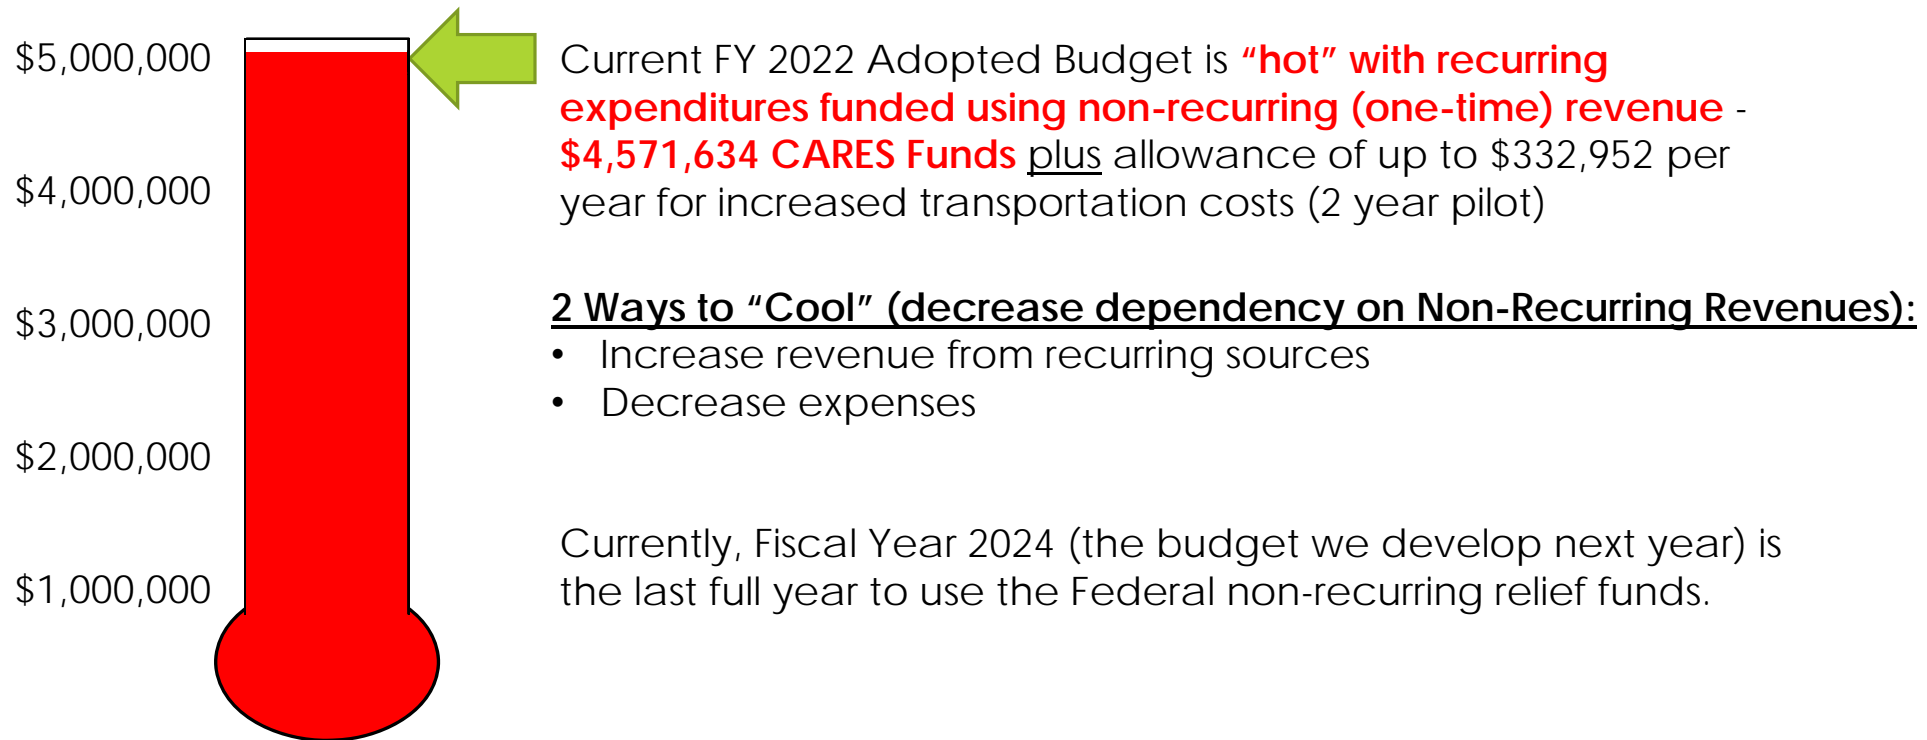 $5,000,000
$4,000,000
$3,000,000
$2,000,000
$1,000,000
Current FY 2022 Adopted Budget is “hot” with recurring
expenditures funded using non-recurring (one-time) revenue -
$4,571,634 CARES Funds plus allowance of up to $332,952 per
year for increased transportation costs (2 year pilot)
2 Ways to “Cool” (decrease dependency on Non-Recurring Revenues):
• Increase revenue from recurring sources
• Decrease expenses
Currently, Fiscal Year 2024 (the budget we develop next year) is
the last full year to use the Federal non-recurring relief funds.